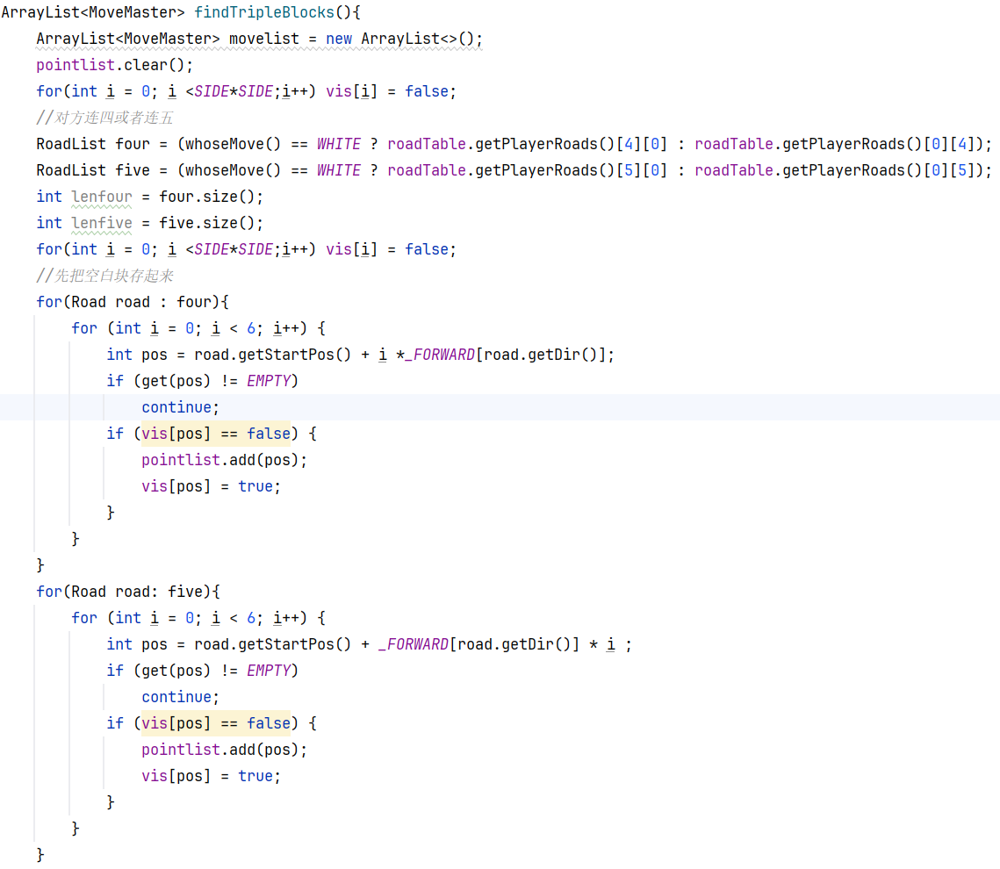 ArrayList<MoveMaster> findTripleBlocks(){
    ArrayList<MoveMaster> movelist = new ArrayList<>();
    pointlist.clear();
    for(int i = 0; i <SIDE*SIDE;i++) vis[i] = false;
    //对方连四或者连五
    RoadList four = (whoseMove() == WHITE ? roadTable.getPlayerRoads()[4][0] : roadTable.getPlayerRoads()[0][4]);
    RoadList five = (whoseMove() == WHITE ? roadTable.getPlayerRoads()[5][0] : roadTable.getPlayerRoads()[0][5]);
    int lenfour = four.size();
    int lenfive = five.size();
    for(int i = 0; i <SIDE*SIDE;i++) vis[i] = false;
    //先把空白块存起来
    for(Road road : four){
        for (int i = 0; i < 6; i++) {
            int pos = road.getStartPos() + i *_FORWARD[road.getDir()];
            if (get(pos) != EMPTY)
                continue;
            if (vis[pos] == false) {
                pointlist.add(pos);
                vis[pos] = true;
            }
        }
    }
    for(Road road: five){
        for (int i = 0; i < 6; i++) {
            int pos = road.getStartPos() + _FORWARD[road.getDir()] * i ;
            if (get(pos) != EMPTY)
                continue;
            if (vis[pos] == false) {
                pointlist.add(pos);
                vis[pos] = true;
            }
        }
    }